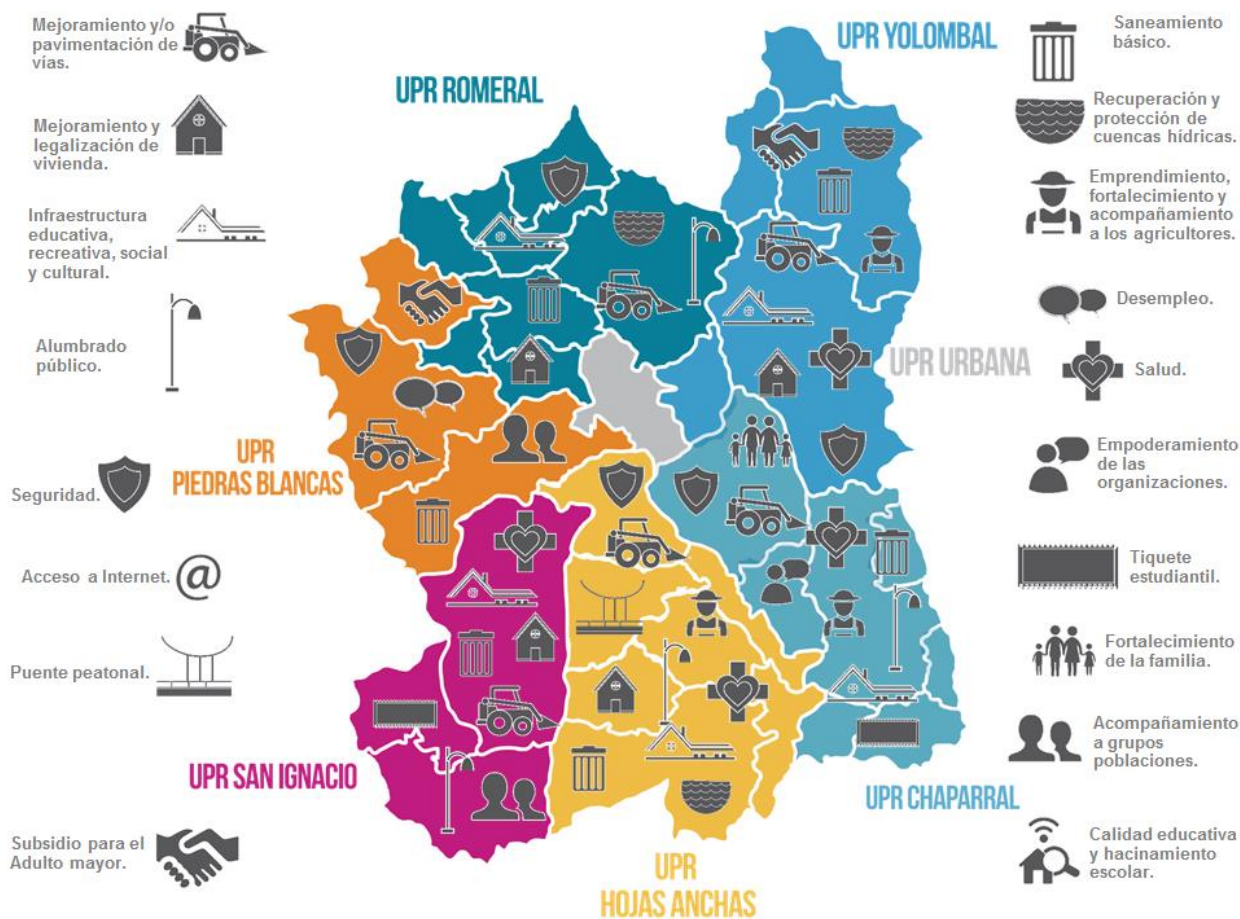 Mejoramiento y/o
pavimentación de
vías.
Mejoramiento y
legalización de
vivienda.
Infraestructura
educativa,
recreativa, social
y cultural.
Alumbrado
público.
Seguridad.
Acceso a Internet. @
Puente peatonal.
Subsidio para el
Adulto mayor.
UPR ROMERAL
UPR YOLOMBAL
UPR URBANA
UPR
PIEDRAS BLANCAS
UPR SAN IGNACIO
UPR CHAPARRAL
UPR
HOJAS ANCHAS
Saneamiento
básico.
Recuperación y
protección de
cuencas hídricas.
Emprendimiento,
fortalecimiento y
acompañamiento
a los agricultores.
Desempleo.
Salud.
Empoderamiento
de las
organizaciones.
Tiquete
estudiantil.
Fortalecimiento
de la familia.
Acompañamiento
a grupos
poblaciones.
Calidad educativa
y hacinamiento
escolar.